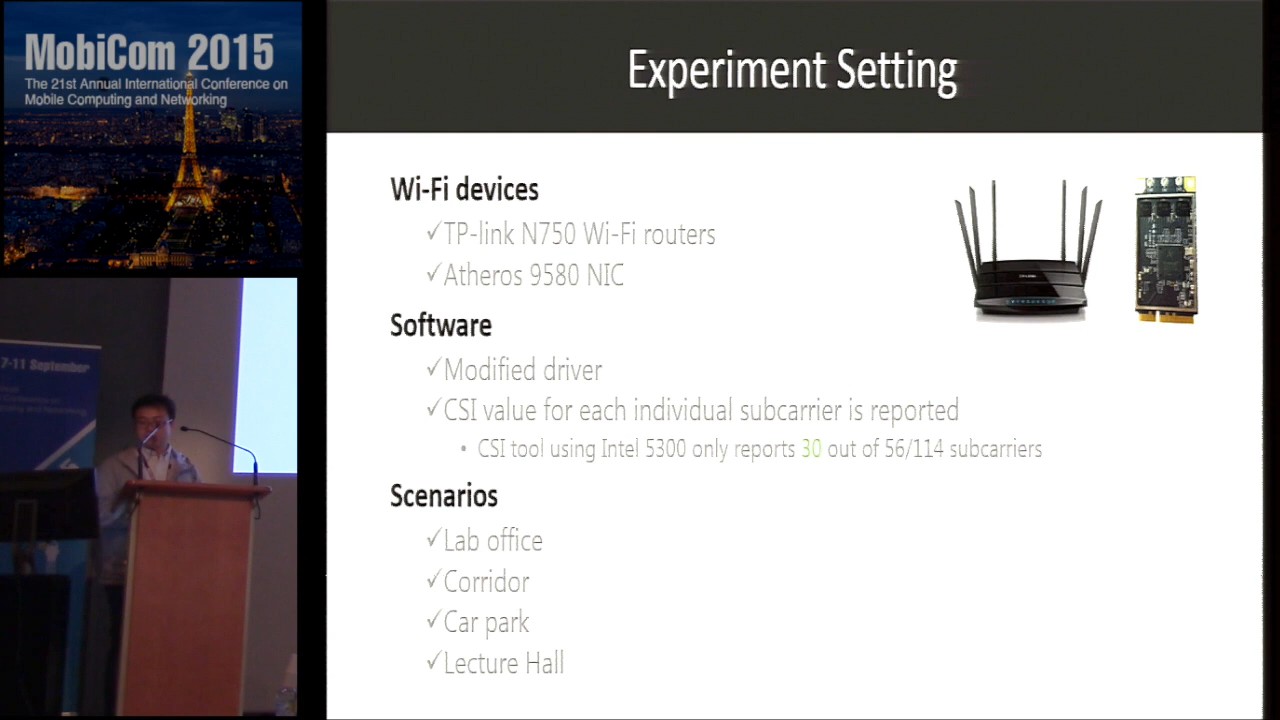 MobiCom 2015
The 21st Annual International Conference on
Mobile Computing and Networking
7-11 September
Experiment Setting
Wi-Fi devices
✓TP-link N750 Wi-Fi routers
✓Atheros 9580 NIC
Software
✓Modified driver
✓CSI value for each individual subcarrier is reported
• CSI tool using Intel 5300 only reports 30 out of 56/114 subcarriers
Scenarios
✓Lab office
✓Corridor
✓Car park
✓Lecture Hall